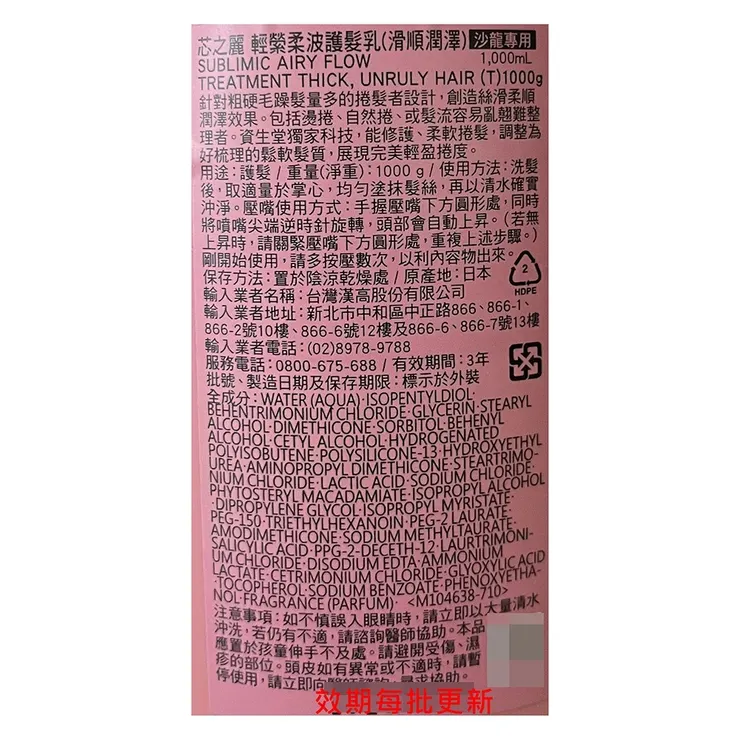 芯之麗 輕縈柔波護髮乳(滑順潤澤) 沙龍專用
SUBLIMIC AIRY FLOW 1,000mL
TREATMENT THICK, UNRULY HAIR (T)1000g
針對粗硬毛躁髮量多的捲髮者設計，創造絲滑柔順
潤澤效果。包括燙捲、自然捲、或髮流容易亂翹難整
理者。資生堂獨家科技，能修護、柔軟捲髮，調整為
好梳理的鬆軟髮質，展現完美輕盈捲度。
用途：護髮 / 重量(淨重)：1000 g / 使用方法：洗髮
後，取適量於掌心，均勻塗抹髮絲，再以清水確實
沖淨。壓嘴使用方式：手握壓嘴下方圓形處，同時
將噴嘴尖端逆時針旋轉，頭部會自動上昇。(若無
上昇時，請關緊壓嘴下方圓形處，重複上述步驟。)
剛開始使用，請多按壓數次，以利內容物出來。
2
HDPE
保存方法：置於陰涼乾燥處 / 原產地：日本
輸入業者名稱：台灣漢高股份有限公司
輸入業者地址：新北市中和區中正路866、866-1、
866-2號10樓、866-6號12樓及866-6、866-7號13樓
輸入業者電話：(02)8978-9788
服務電話：0800-675-688 / 有效期間：3年
批號、製造日期及保存期限：標示於外裝
全成分：WATER (AQUA)·ISOPENTYLDIOL·
BEHENTRIMONIUM CHLORIDE·GLYCERIN·STEARYL
ALCOHOL·DIMETHICONE·SORBITOL·BEHENYL
ALCOHOL·CETYL ALCOHOL·HYDROGENATED
POLYISOBUTENE·POLYSILICONE-13·HYDROXYETHYL
UREA·AMINOPROPYL DIMETHICONE·STEARTRIMO-
NIUM CHLORIDE·LACTIC ACID·SODIUM CHLORIDE·
PHYTOSTERYL MACADAMIATE·ISOPROPYL ALCOHOL
·DIPROPYLENE GLYCOL·ISOPROPYL MYRISTATE·
PEG-150·TRIETHYLHEXANOIN·PEG-2 LAURATE·
AMODIMETHICONE·SODIUM METHYL TAURATE·
SALICYLIC ACID·PPG-2-DECETH-12·LAURTRIMONI-
UM CHLORIDE·DISODIUM EDTA·AMMONIUM
LACTATE·CETRIMONIUM CHLORIDE·GLYOXYLIC ACID
·TOCOPHEROL·SODIUM BENZOATE·PHENOXYETHA-
NOL·FRAGRANCE (PARFUM)· <M104638-710>
注意事項：如不慎誤入眼睛時，請立即以大量清水
沖洗，若仍有不適，請諮詢醫師協助。本品
應置於孩童伸手不及處。請避開受傷、濕
疹的部位。頭皮如有異常或不適時，請暫
停使用，請立即向醫師諮詢、尋求協助。
效期每批更新